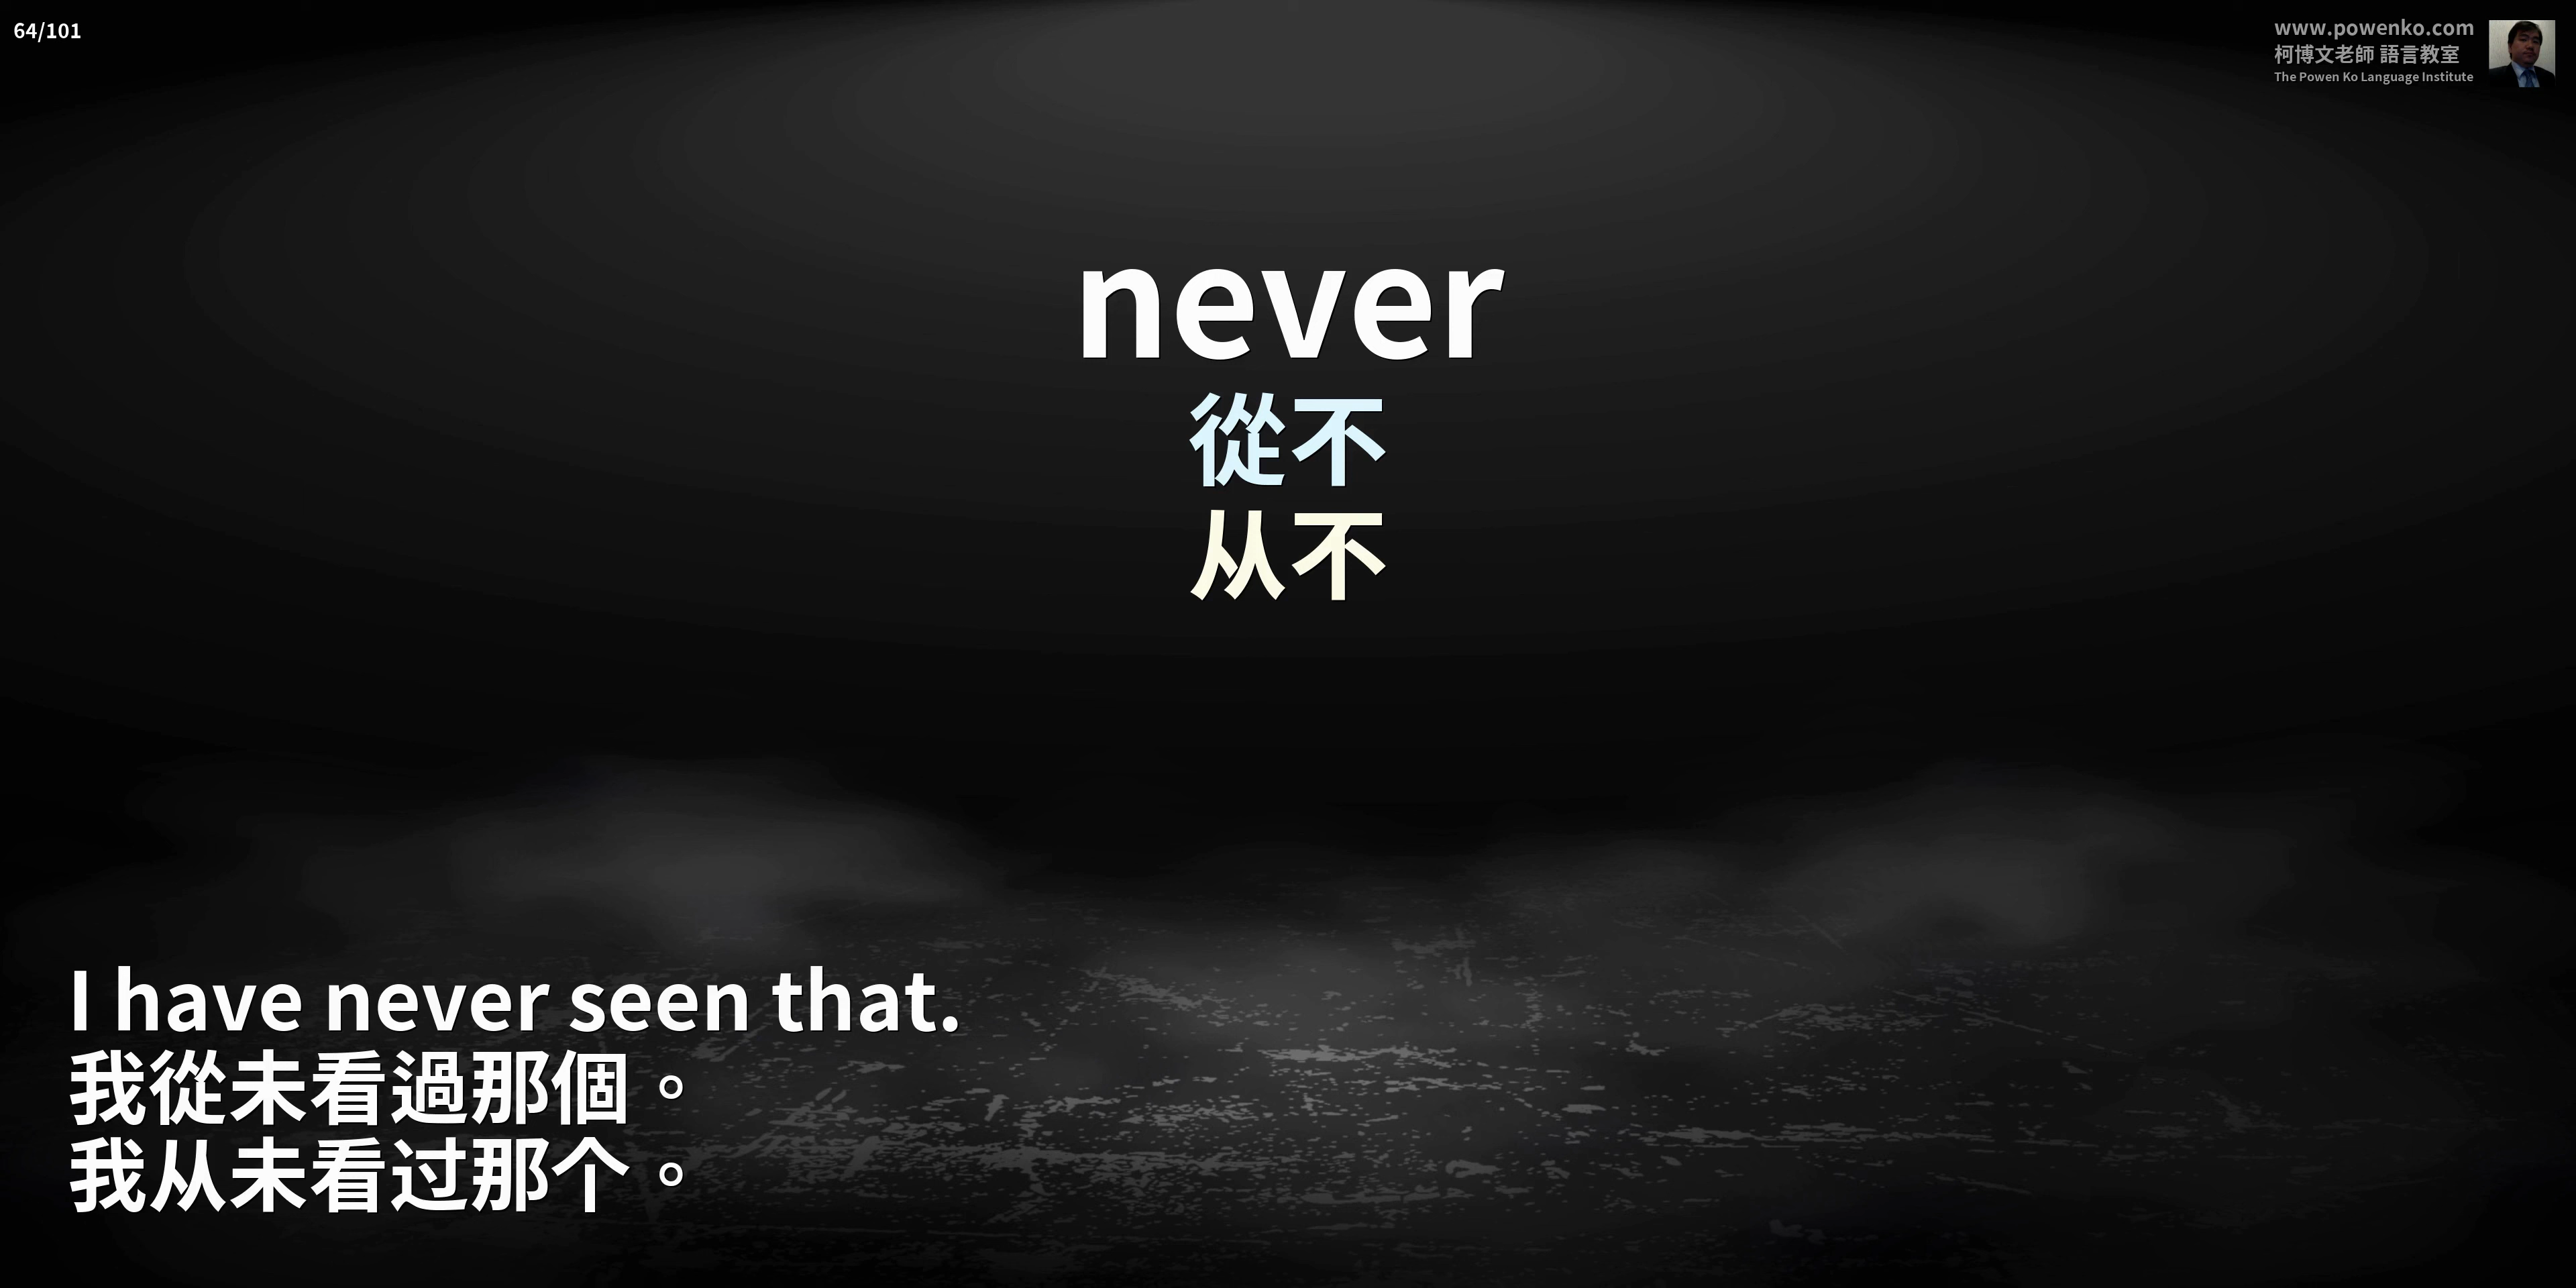 64/101
www.powenko.com
柯博文老師 語言教室
The Powen Ko Language Institute
never
從不
从不
I have never seen that.
我從未看過那個。
我从未看过那个。